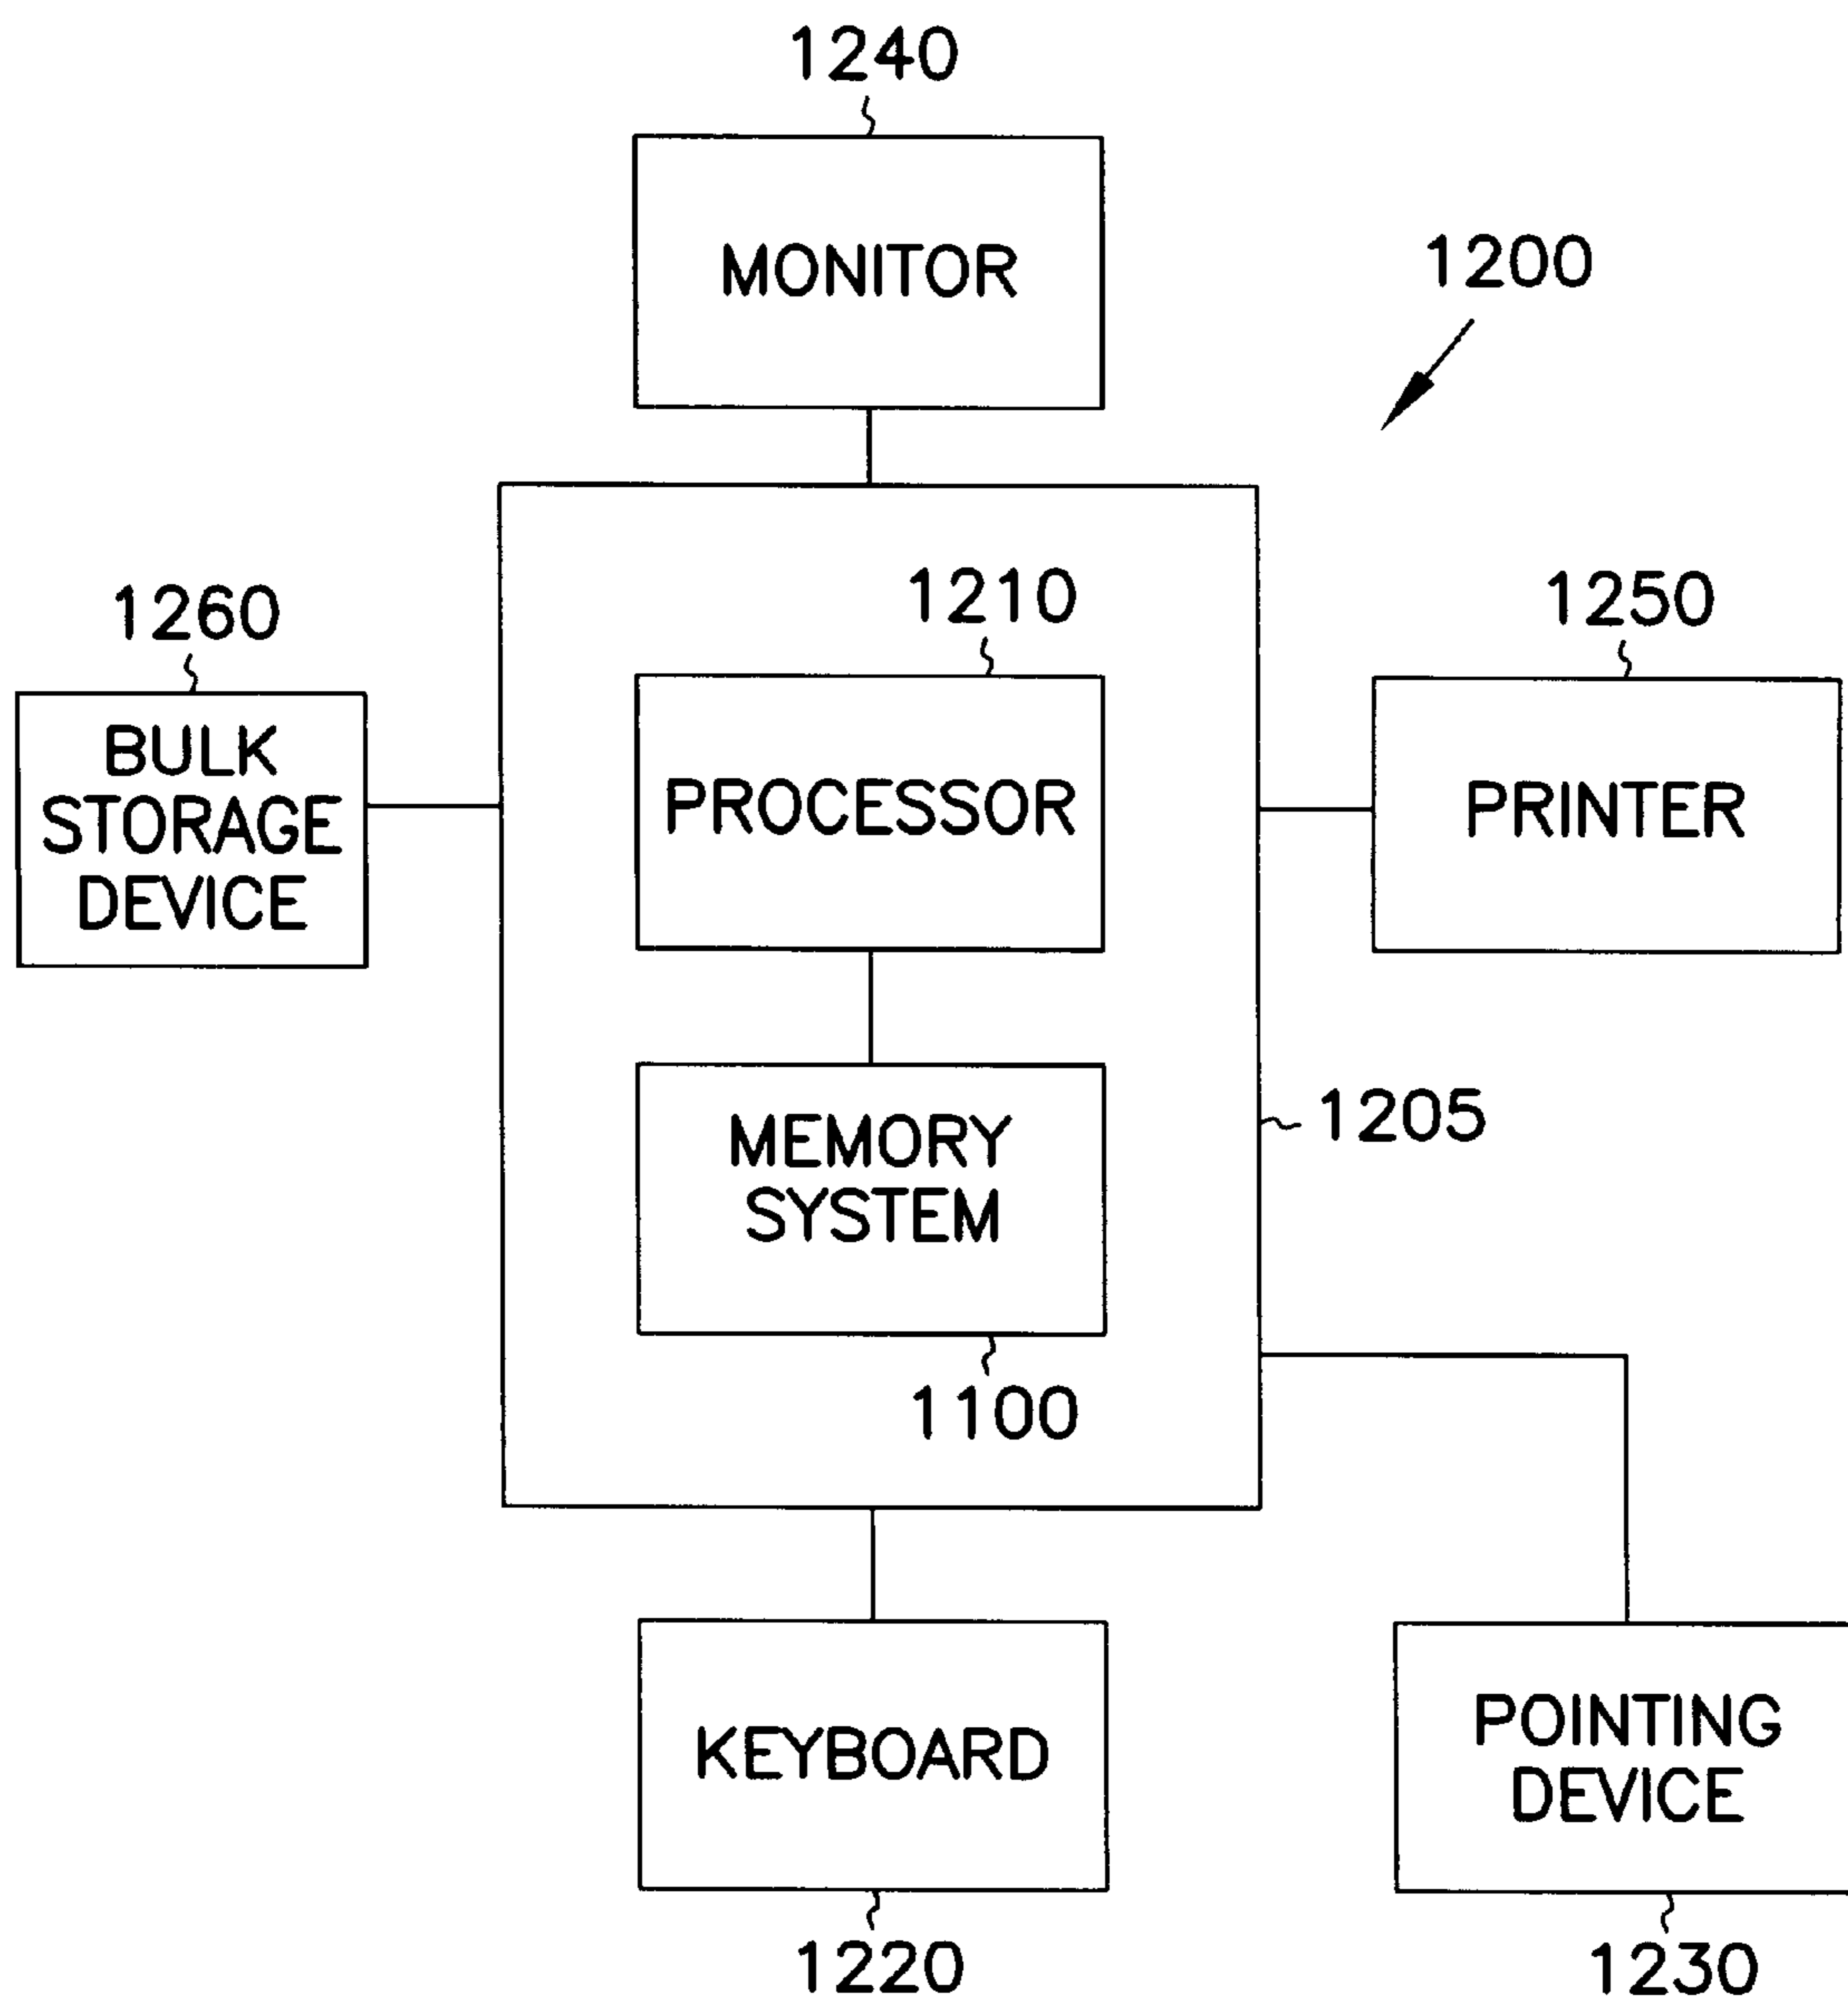 1240
MONITOR
1200
1260
BULK
STORAGE
DEVICE
1210
PROCESSOR
1250
PRINTER
MEMORY
SYSTEM
1205
1100
KEYBOARD
1220
POINTING
DEVICE
1230